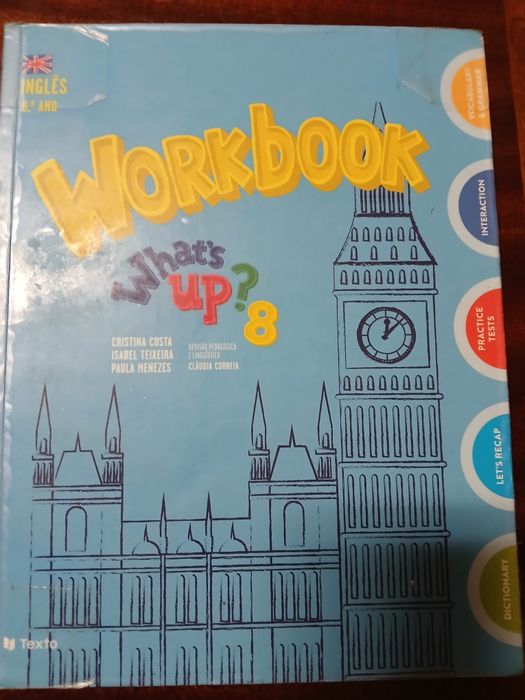 INGLÊS
8.º ANO
WORKBOOK
What's
up?
8
CRISTINA COSTA
ISABEL TEIXEIRA
PAULA MENEZES
REVISÃO PEDAGÓGICA
E LINGUÍSTICA
CLÁUDIA CORREIA
VOCABULARY
& GRAMMAR
INTERACTION
PRACTICE
TESTS
LET'S RECAP
DICTIONARY
Texto